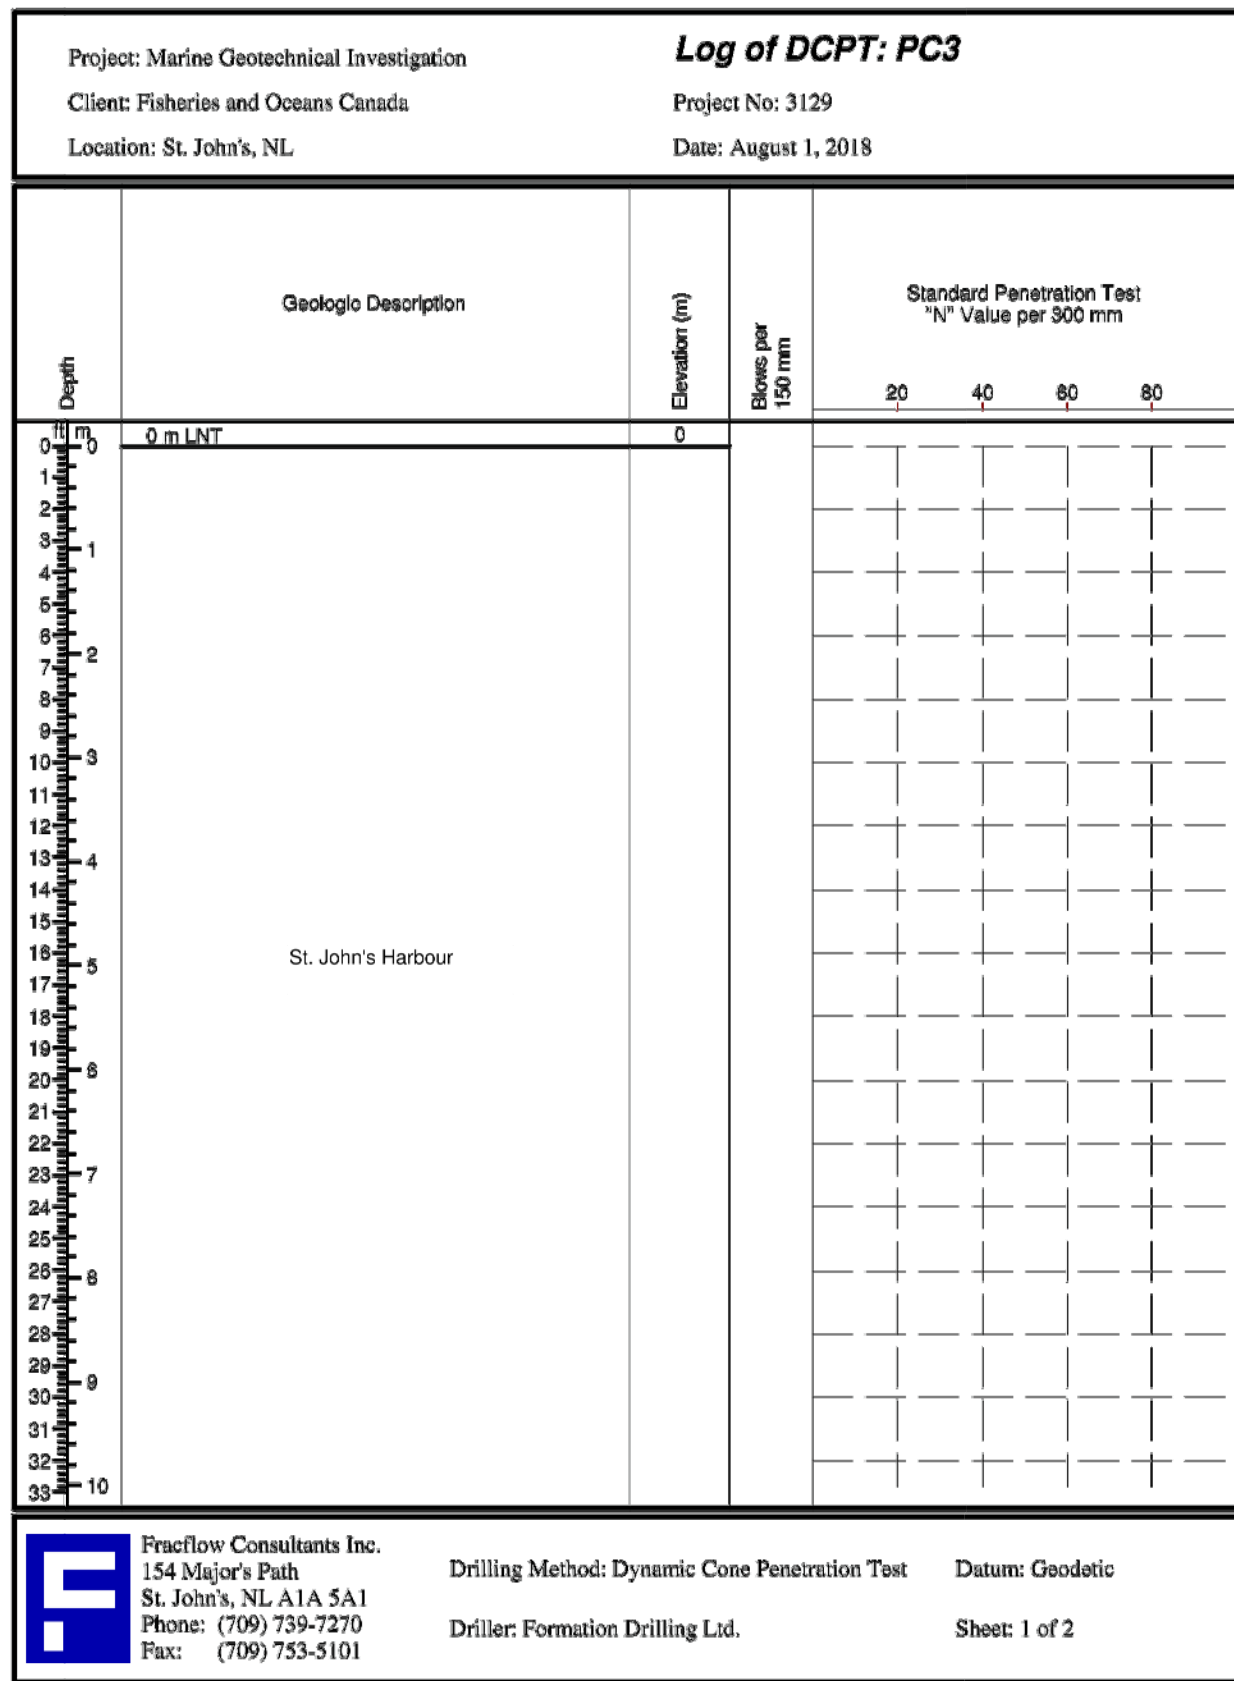 Project: Marine Geotechnical Investigation
Client: Fisheries and Oceans Canada
Location: St. John's, NL
Log of DCPT: PC3
Project No: 3129
Date: August 1, 2018
Depth
Geologic Description
Elevation (m)
Blows per
150 mm
Standard Penetration Test
"N" Value per 300 mm
20 40 60 80
ft m
0 m LNT
0
0 0
1
2
3
1
4
5
6
2
7
8
9
3
10
11
12
13
4
14
15
16
St. John's Harbour
5
17
18
19
6
20
21
22
23 7
24
25
26
8
27
28
29
9
30
31
32
10
33
Fracflow Consultants Inc.
154 Major's Path
St. John's, NL A1A 5A1
Phone: (709) 739-7270
Fax: (709) 753-5101
Drilling Method: Dynamic Cone Penetration Test
Driller: Formation Drilling Ltd.
Datum: Geodetic
Sheet: 1 of 2